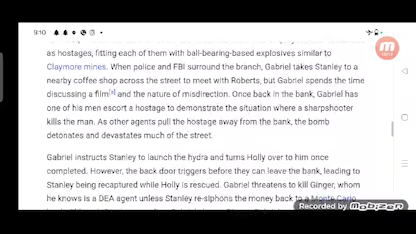 9:10
as hostages, fitting each of them with ball-bearing-based explosives similar to
Claymore mines. When police and FBI surround the branch, Gabriel takes Stanley to a
nearby coffee shop across the street to meet with Roberts, but Gabriel spends the time
discussing a film and the nature of misdirection. Once back in the bank, Gabriel has
one of his men escort a hostage to demonstrate the situation where a sharpshooter
kills the man. As other agents pull the hostage away from the bank, the bomb
detonates and devastates much of the street.
Gabriel instructs Stanley to launch the hydra and turns Holly over to him once
completed. However, the back door triggers before they can leave the bank, leading to
Stanley being recaptured while Holly is rescued. Gabriel threatens to kill Ginger, whom
he knows is a DEA agent unless Stanley re-siphons the money back to a Monte Carlo
Recorded by mobizen